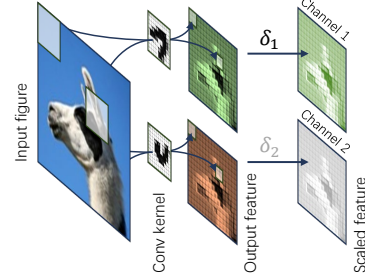 Input figure
Conv kernel
Output feature
δ1
δ2
Channel 1
Channel 2
Scaled feature